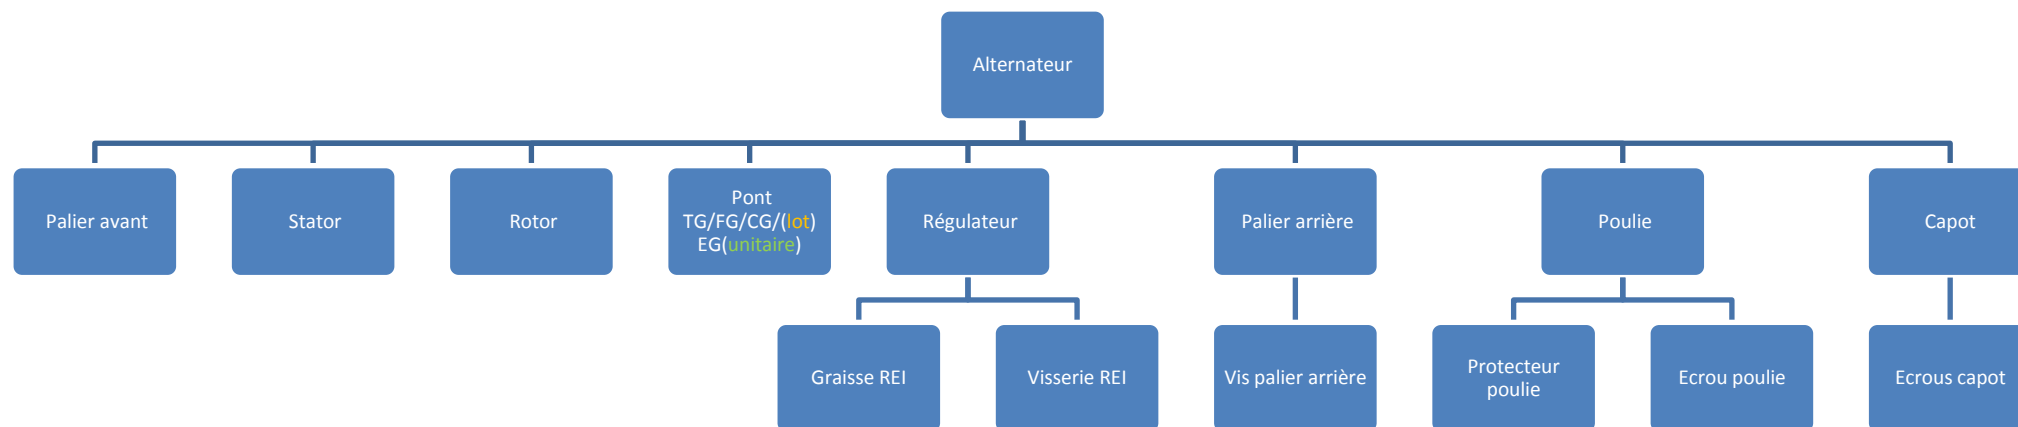 Alternateur
Palier avant
Stator
Rotor
Pont
TG/FG/CG/(lot)
EG(unitaire)
Régulateur
Palier arrière
Poulie
Capot
Graisse REI
Visserie REI
Vis palier arrière
Protecteur
poulie
Ecrou poulie
Ecrous capot